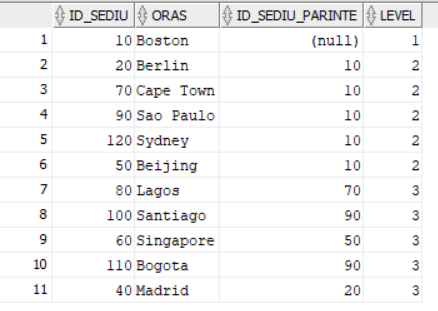 ID_SEDIU ORAS ID_SEDIU_PARINTE LEVEL
1 10 Boston (null) 1
2 20 Berlin 10 2
3 70 Cape Town 10 2
4 90 Sao Paulo 10 2
5 120 Sydney 10 2
6 50 Beijing 10 2
7 80 Lagos 70 3
8 100 Santiago 90 3
9 60 Singapore 50 3
10 110 Bogota 90 3
11 40 Madrid 20 3